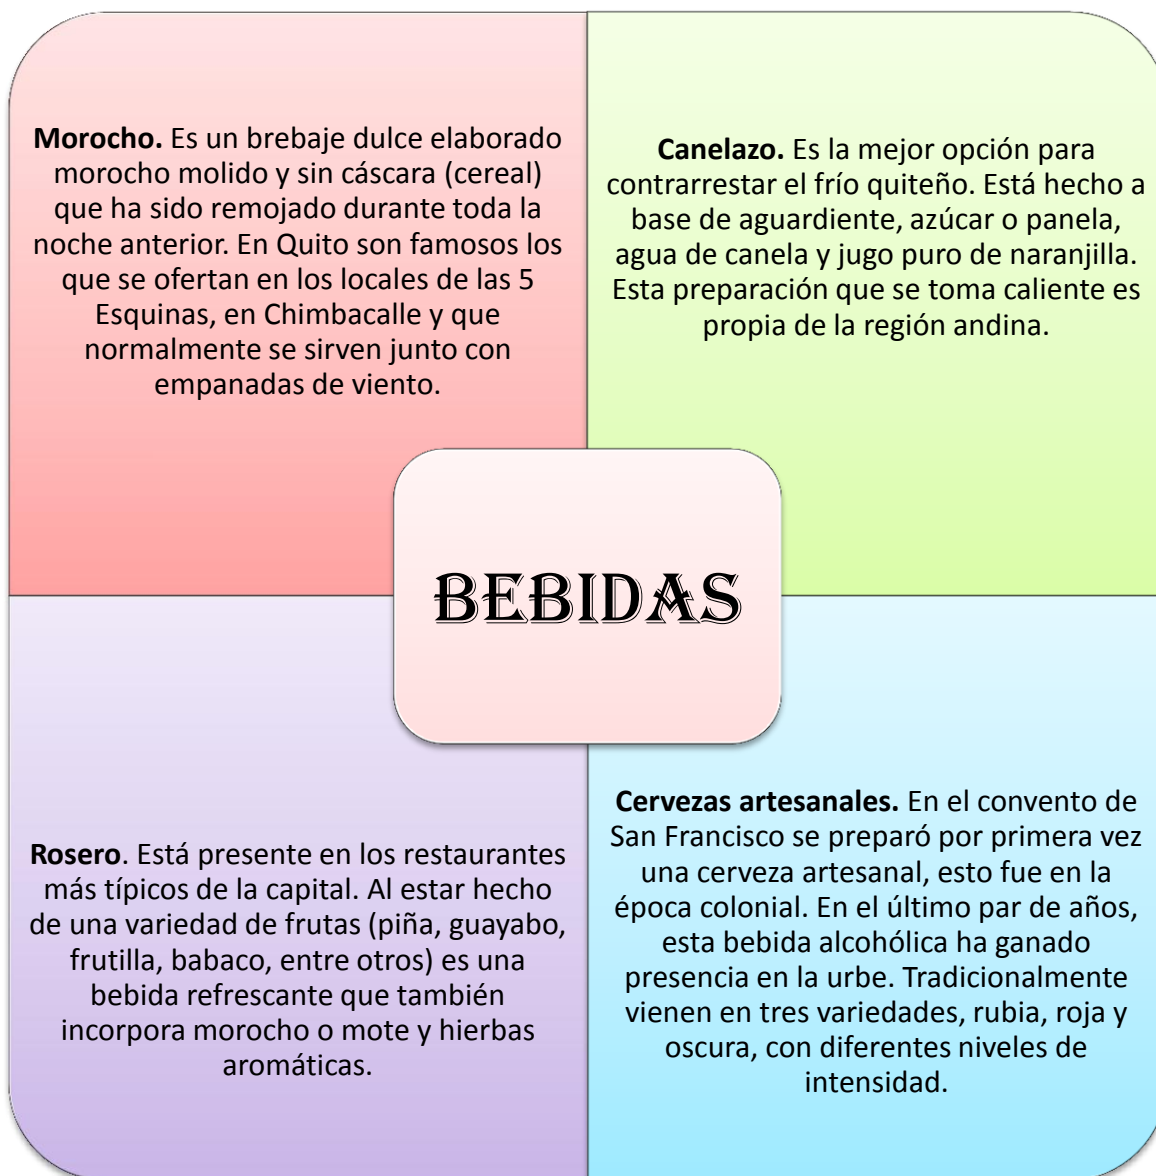 Morocho. Es un brebaje dulce elaborado
morocho molido y sin cáscara (cereal)
que ha sido remojado durante toda la
noche anterior. En Quito son famosos los
que se ofertan en los locales de las 5
Esquinas, en Chimbacalle y que
normalmente se sirven junto con
empanadas de viento.
Canelazo. Es la mejor opción para
contrarrestar el frío quiteño. Está hecho a
base de aguardiente, azúcar o panela,
agua de canela y jugo puro de naranjilla.
Esta preparación que se toma caliente es
propia de la región andina.
BEBIDAS
Rosero. Está presente en los restaurantes
más típicos de la capital. Al estar hecho
de una variedad de frutas (piña, guayabo,
frutilla, babaco, entre otros) es una
bebida refrescante que también
incorpora morocho o mote y hierbas
aromáticas.
Cervezas artesanales. En el convento de
San Francisco se preparó por primera vez
una cerveza artesanal, esto fue en la
época colonial. En el último par de años,
esta bebida alcohólica ha ganado
presencia en la urbe. Tradicionalmente
vienen en tres variedades, rubia, roja y
oscura, con diferentes niveles de
intensidad.